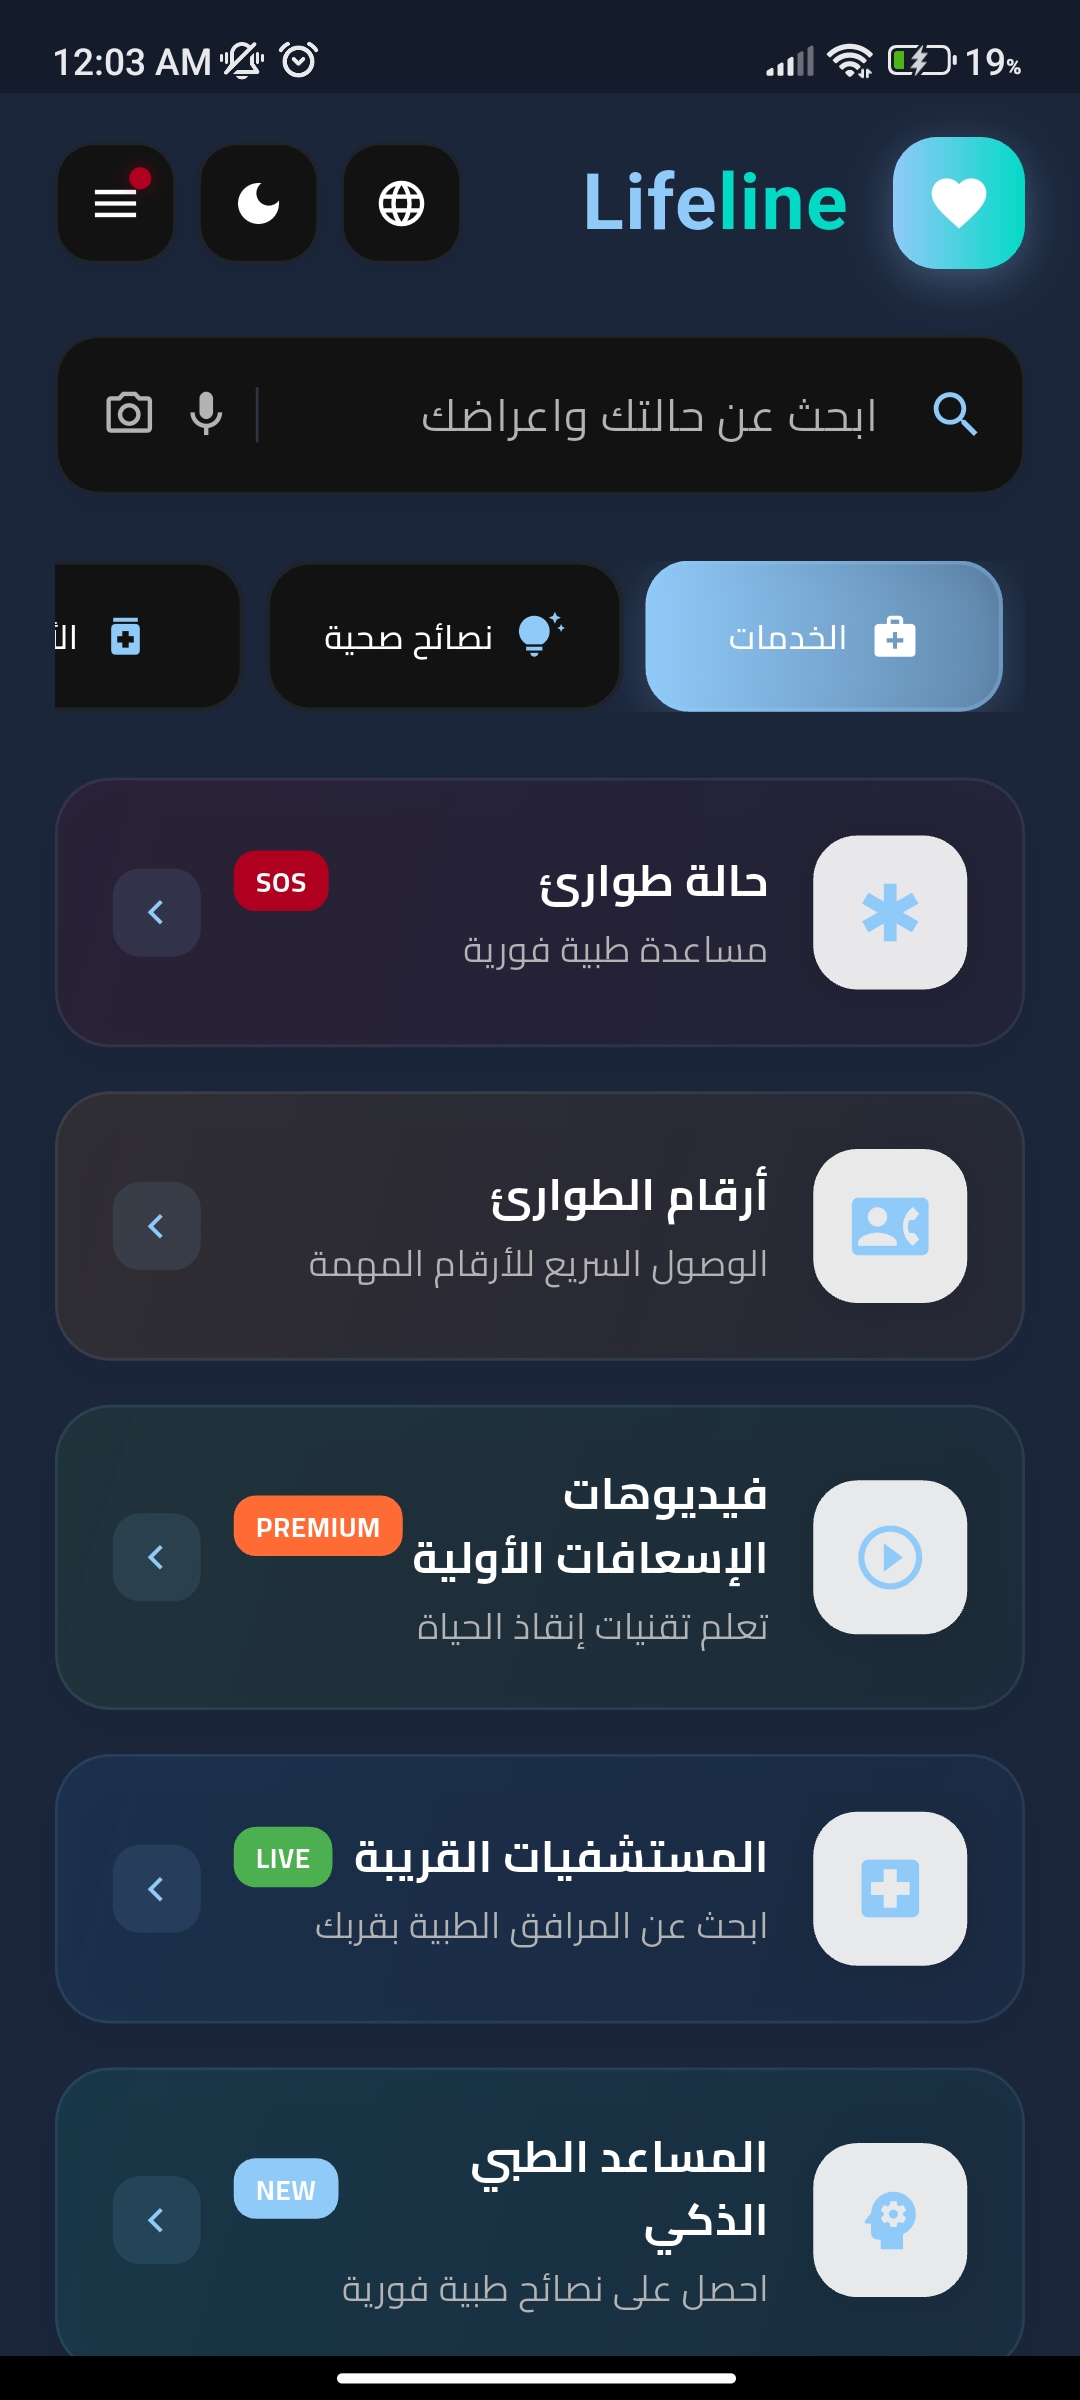 12:03 AM
19%
Lifeline
ابحث عن حالتك واعراضك
الخدمات
نصائح صحية
حالة طوارئ
SOS
مساعدة طبية فورية
أرقام الطوارئ
الوصول السريع للأرقام المهمة
فيديوهات
الإسعافات الأولية
PREMIUM
تعلم تقنيات إنقاذ الحياة
المستشفيات القريبة
LIVE
ابحث عن المرافق الطبية بقربك
المساعد الطبي
الذكي
NEW
احصل على نصائح طبية فورية